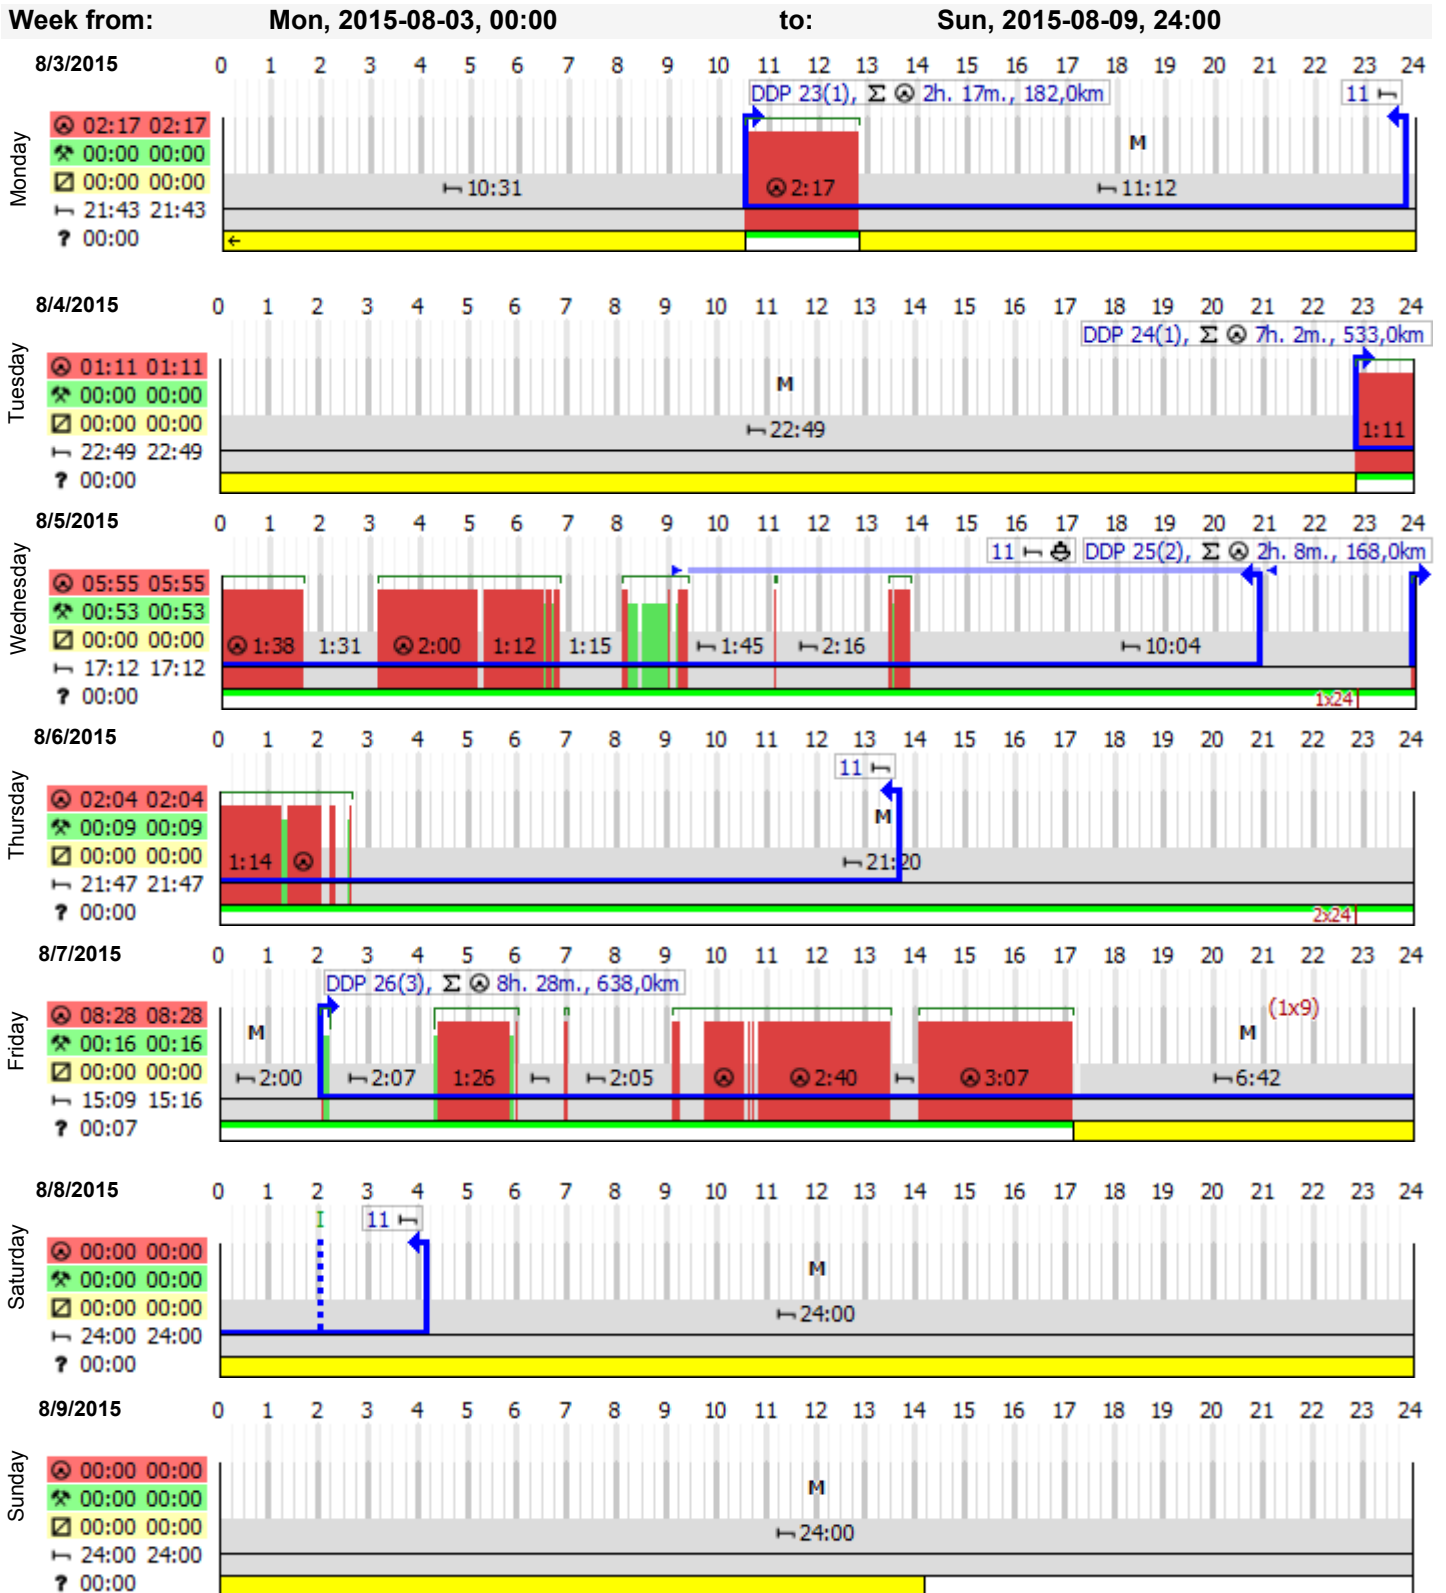 Week from: Mon, 2015-08-03, 00:00 to: Sun, 2015-08-09, 24:00
8/3/2015 0 1 2 3 4 5 6 7 8 9 10 11 12 13 14 15 16 17 18 19 20 21 22 23 24
DDP 23(1), Σ 2h. 17m., 182,0km 11
Monday
02:17 02:17
00:00 00:00
M
00:00 00:00
10:31 2:17 11:12
21:43 21:43
? 00:00
8/4/2015 0 1 2 3 4 5 6 7 8 9 10 11 12 13 14 15 16 17 18 19 20 21 22 23 24
DDP 24(1), Σ 7h. 2m., 533,0km
Tuesday
01:11 01:11
00:00 00:00
M
00:00 00:00
22:49 1:11
22:49 22:49
? 00:00
8/5/2015 0 1 2 3 4 5 6 7 8 9 10 11 12 13 14 15 16 17 18 19 20 21 22 23 24
11 DDP 25(2), Σ 2h. 8m., 168,0km
Wednesday
05:55 05:55
00:53 00:53
00:00 00:00
1:38 1:31 2:00 1:12 1:15 1:45 2:16 10:04
17:12 17:12
? 00:00
1x24
8/6/2015 0 1 2 3 4 5 6 7 8 9 10 11 12 13 14 15 16 17 18 19 20 21 22 23 24
11
Thursday
02:04 02:04
00:09 00:09
M
00:00 00:00
1:14 21:20
21:47 21:47
? 00:00
2x24
8/7/2015 0 1 2 3 4 5 6 7 8 9 10 11 12 13 14 15 16 17 18 19 20 21 22 23 24
DDP 26(3), Σ 8h. 28m., 638,0km
(1x9)
Friday
08:28 08:28
00:16 00:16
M M
00:00 00:00
2:00 2:07 1:26 2:05 2:40 3:07 6:42
15:09 15:16
? 00:07
8/8/2015 0 1 2 3 4 5 6 7 8 9 10 11 12 13 14 15 16 17 18 19 20 21 22 23 24
I 11
Saturday
00:00 00:00
00:00 00:00
M
00:00 00:00
24:00
24:00 24:00
? 00:00
8/9/2015 0 1 2 3 4 5 6 7 8 9 10 11 12 13 14 15 16 17 18 19 20 21 22 23 24
Sunday
00:00 00:00
00:00 00:00
M
00:00 00:00
24:00
24:00 24:00
? 00:00